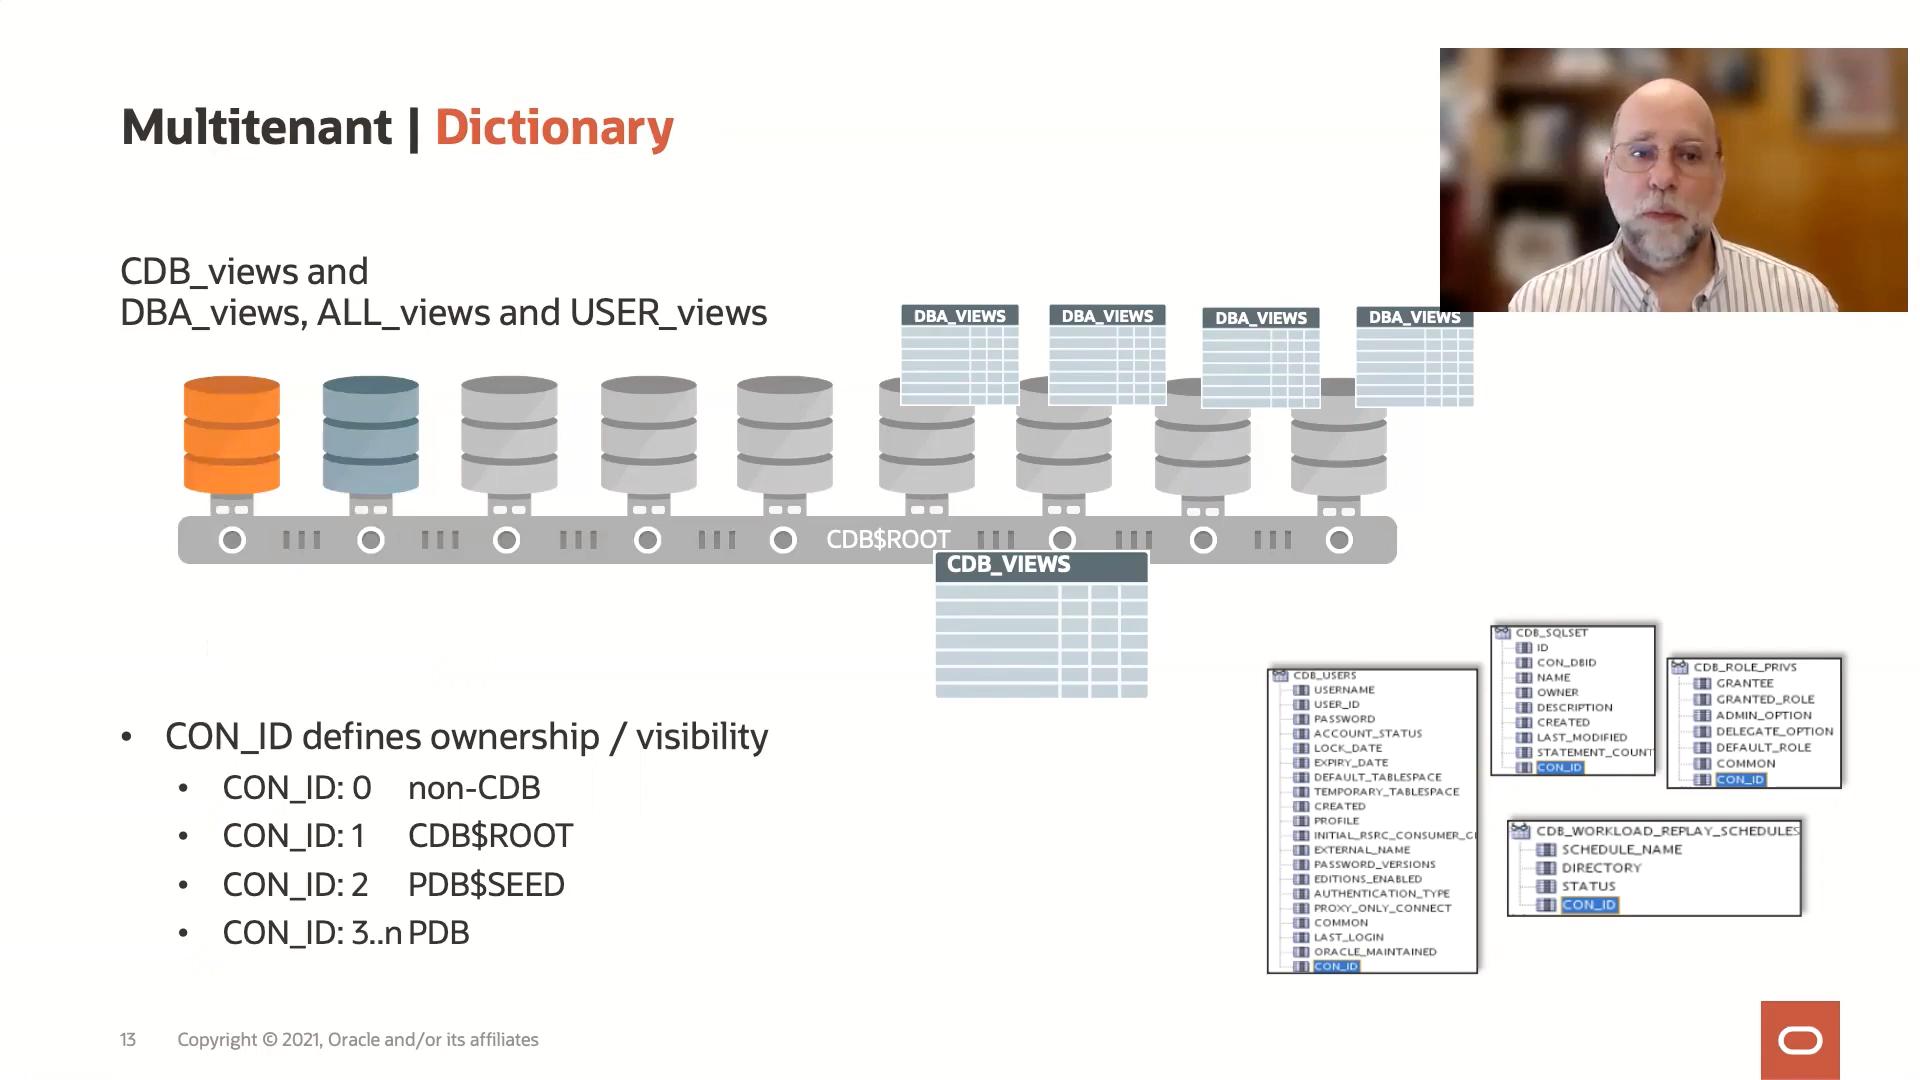 Multitenant | Dictionary
CDB_views and
DBA_views, ALL_views and USER_views
DBA_VIEWS
DBA_VIEWS
DBA_VIEWS
DBA_VIEWS
CDB$ROOT
CDB_VIEWS
• CON_ID defines ownership / visibility
• CON_ID: 0 non-CDB
• CON_ID: 1 CDB$ROOT
• CON_ID: 2 PDB$SEED
• CON_ID: 3..n PDB
CDB_USERS
USERNAME
USER_ID
PASSWORD
ACCOUNT_STATUS
LOCK_DATE
EXPIRY_DATE
DEFAULT_TABLESPACE
TEMPORARY_TABLESPACE
CREATED
PROFILE
INITIAL_RSRC_CONSUMER_G
EXTERNAL_NAME
PASSWORD_VERSIONS
EDITIONS_ENABLED
AUTHENTICATION_TYPE
PROXY_ONLY_CONNECT
COMMON
LAST_LOGIN
ORACLE_MAINTAINED
CON_ID
CDB_SQLSET
ID
CON_DBID
NAME
OWNER
DESCRIPTION
CREATED
LAST_MODIFIED
STATEMENT_COUNT
CON_ID
CDB_ROLE_PRIVS
GRANTEE
GRANTED_ROLE
ADMIN_OPTION
DELEGATE_OPTION
DEFAULT_ROLE
COMMON
CON_ID
CDB_WORKLOAD_REPLAY_SCHEDULES
SCHEDULE_NAME
DIRECTORY
STATUS
CON_ID
13 Copyright © 2021, Oracle and/or its affiliates